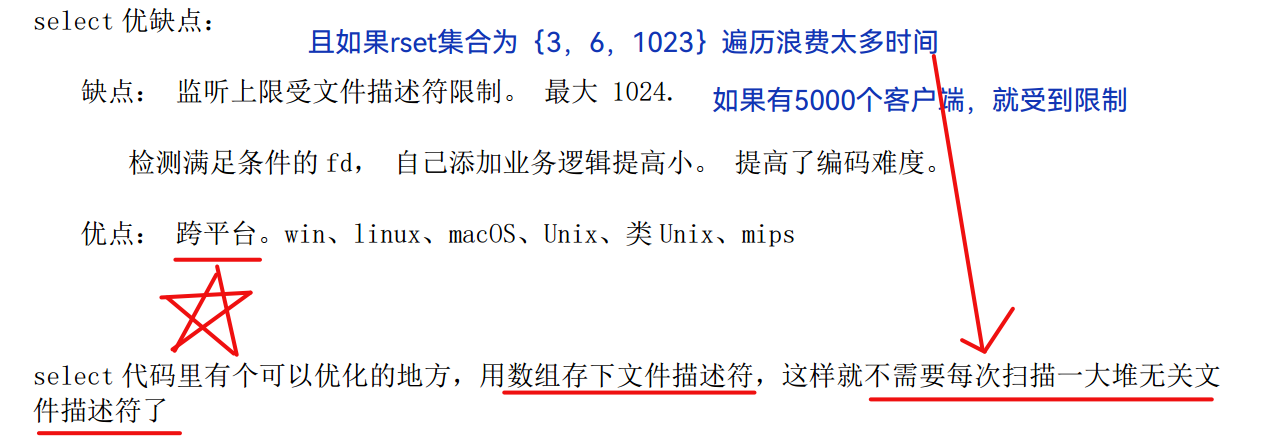 select 优缺点：
且如果rset集合为｛3，6，1023｝遍历浪费太多时间
缺点： 监听上限受文件描述符限制。 最大 1024.
如果有5000个客户端，就受到限制
检测满足条件的 fd， 自己添加业务逻辑提高小。 提高了编码难度。
优点： 跨平台。win、linux、macOS、Unix、类 Unix、mips
select 代码里有个可以优化的地方，用数组存下文件描述符，这样就不需要每次扫描一大堆无关文
件描述符了